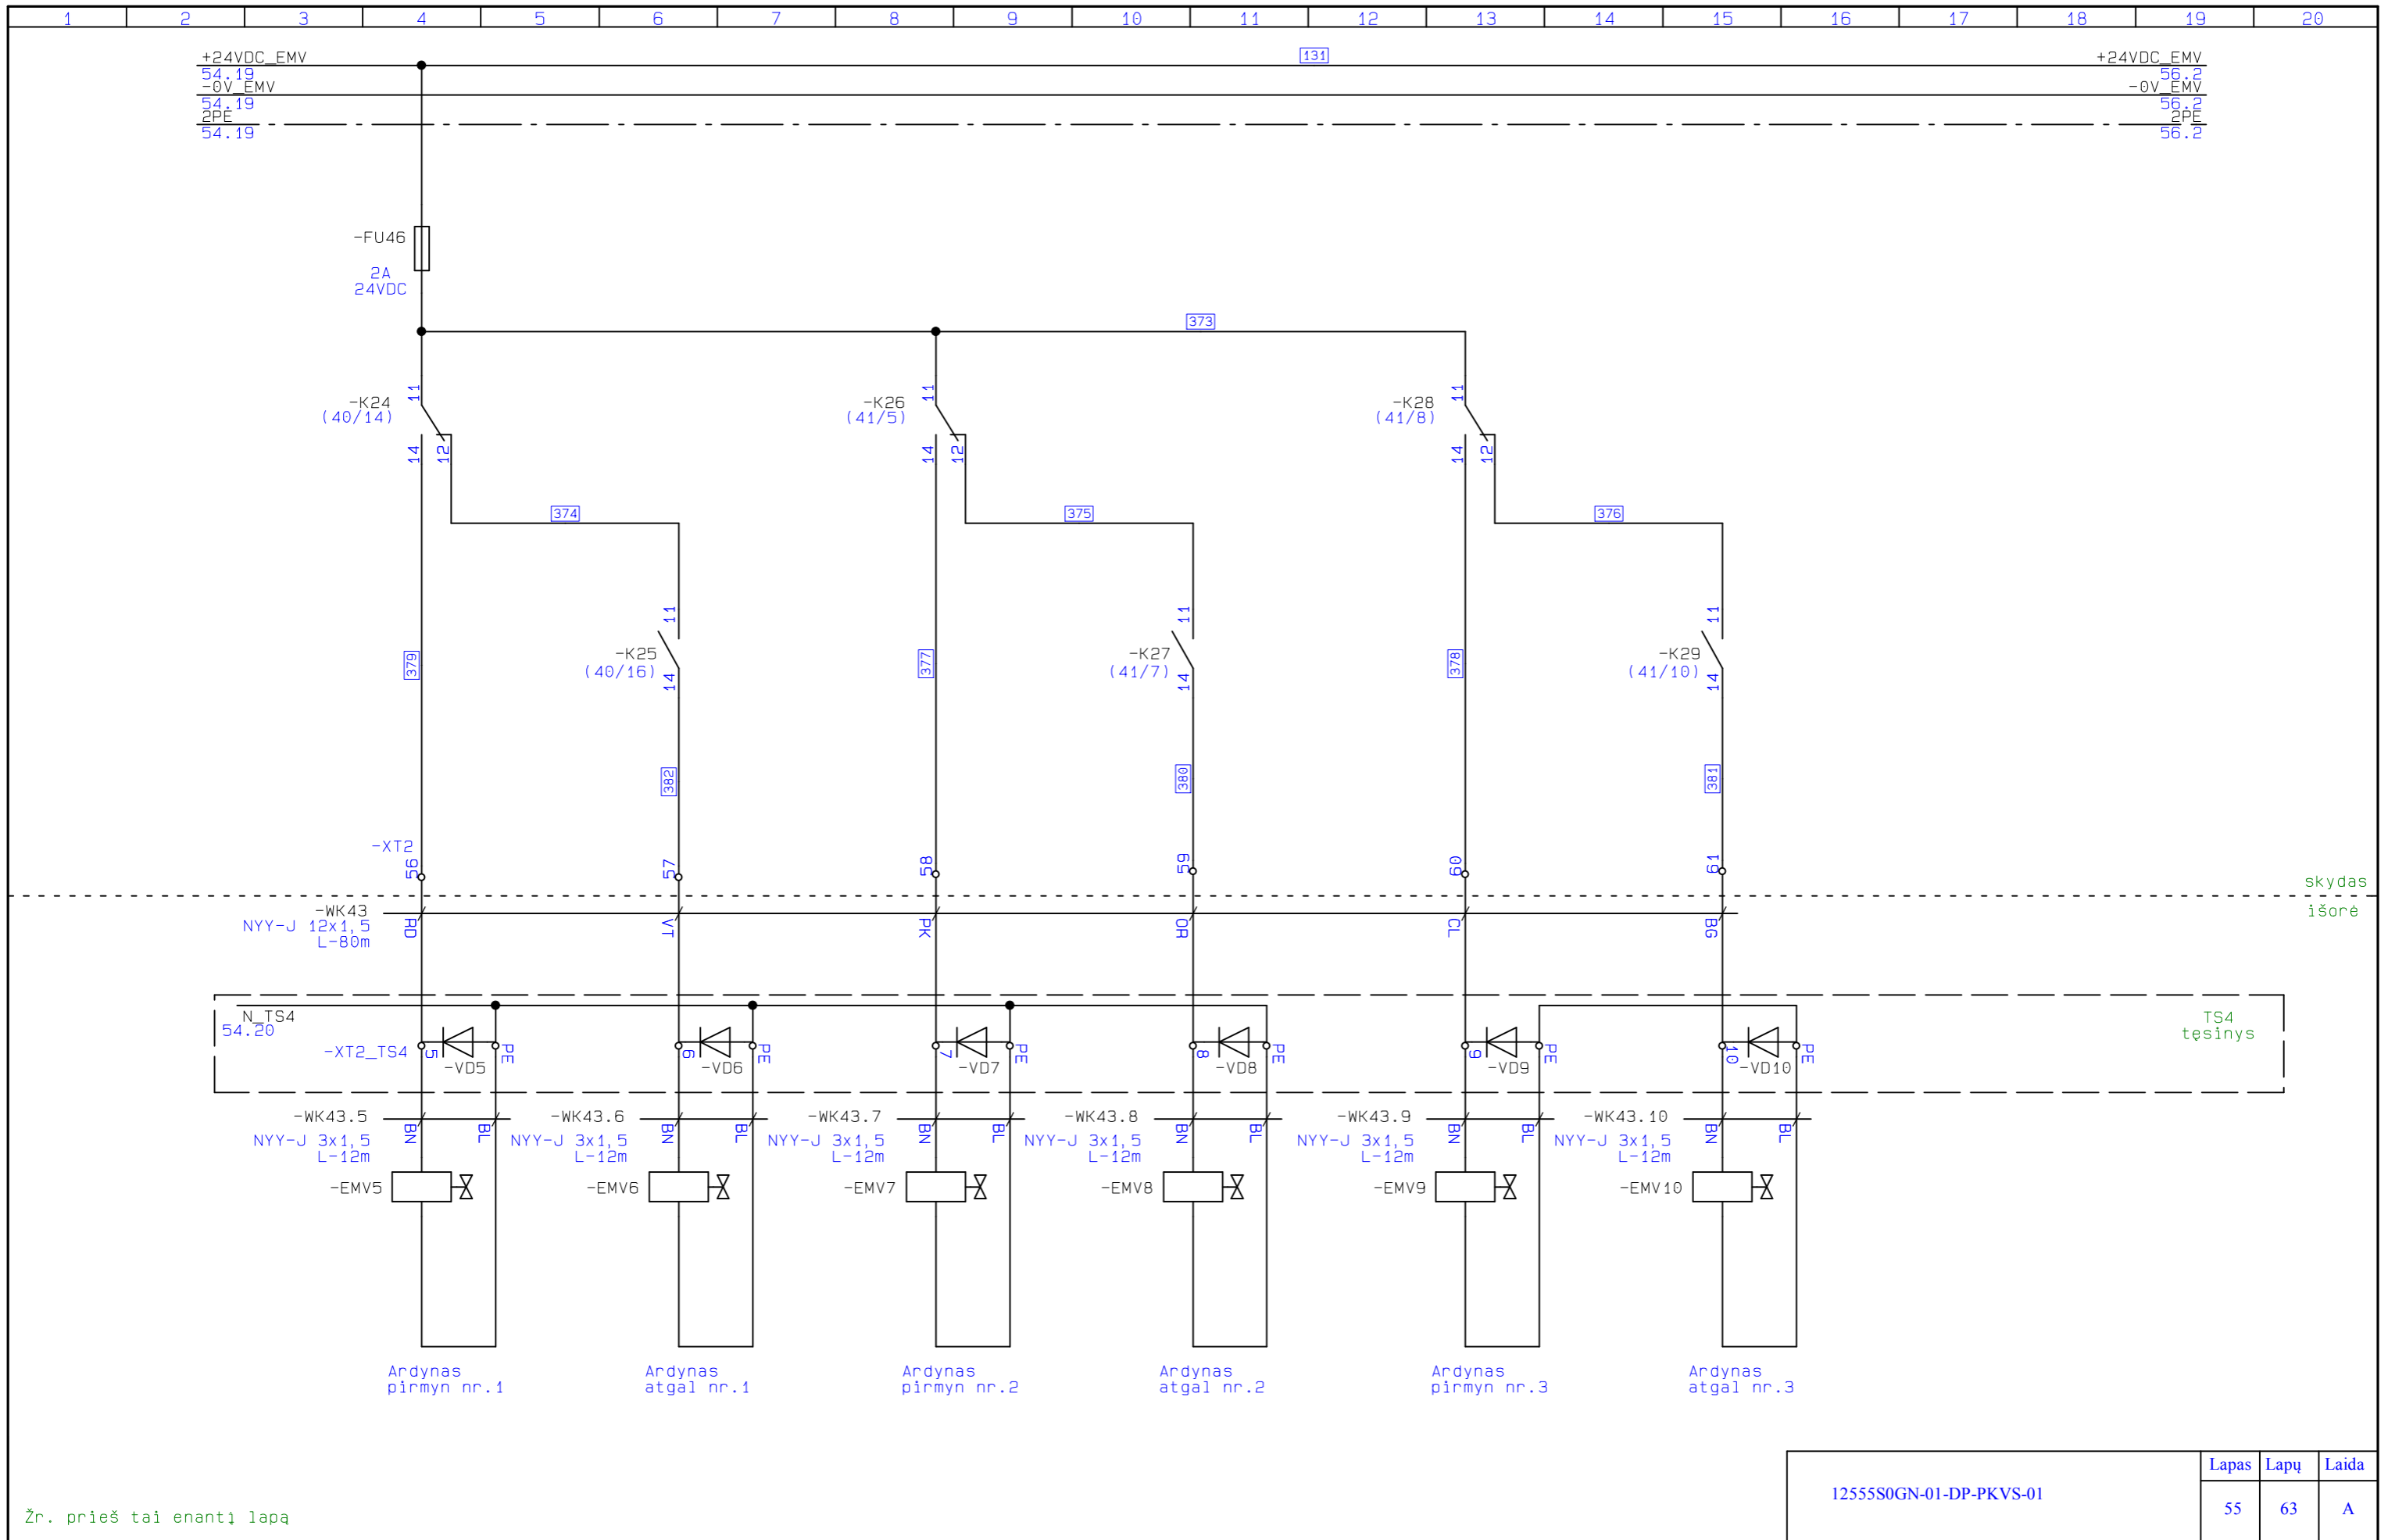 1 2 3 4 5 6 7 8 9 10 11 12 13 14 15 16 17 18 19 20
+24VDC_EMV 131 +24VDC_EMV
54.19 56.2
-0V_EMV -0V_EMV
54.19 56.2
2PE 2PE
54.19 56.2
-FU46
2A
24VDC
373
11 11 11
-K24 -K26 -K28
(40/14) (41/5) (41/8)
14 12 14 12 14 12
374 375 376
11 11 11
379 -K25 377 -K27 378 -K29
(40/16) (41/7) (41/10)
14 14 14
382 380 381
-XT2
56 57 58 59 60 61
skydas
-WK43 išorė
NYY-J 12x1,5
L-80m
RD VT PK OR CL BG
N_TS4 TS4
54.20 tęsinys
-XT2_TS4 5 PE 6 PE 7 PE 8 PE 9 PE 10 PE
-VD5 -VD6 -VD7 -VD8 -VD9 -VD10
-WK43.5 -WK43.6 -WK43.7 -WK43.8 -WK43.9 -WK43.10
BN BL BN BL BN BL BN BL BN BL BN BL
NYY-J 3x1,5 NYY-J 3x1,5 NYY-J 3x1,5 NYY-J 3x1,5 NYY-J 3x1,5 NYY-J 3x1,5
L-12m L-12m L-12m L-12m L-12m L-12m
-EMV5 -EMV6 -EMV7 -EMV8 -EMV9 -EMV10
Ardynas Ardynas Ardynas Ardynas Ardynas Ardynas
pirmyn nr.1 atgal nr.1 pirmyn nr.2 atgal nr.2 pirmyn nr.3 atgal nr.3
Lapas Lapų Laida
12555S0GN-01-DP-PKVS-01
55 63 A
Žr. prieš tai enantį lapą